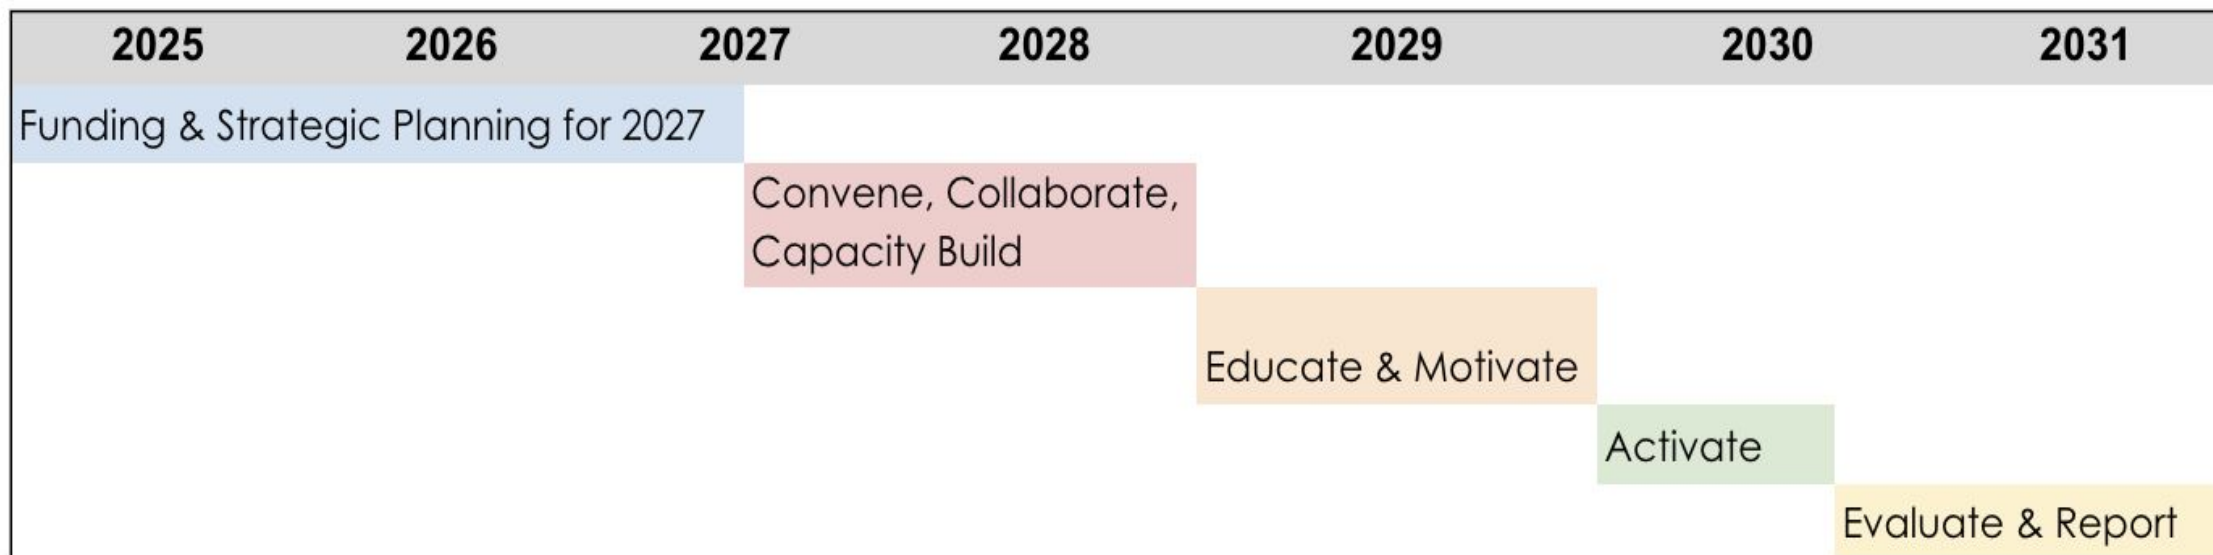 2025 2026 2027 2028 2029 2030 2031
Funding & Strategic Planning for 2027
Convene, Collaborate,
Capacity Build
Educate & Motivate
Activate
Evaluate & Report